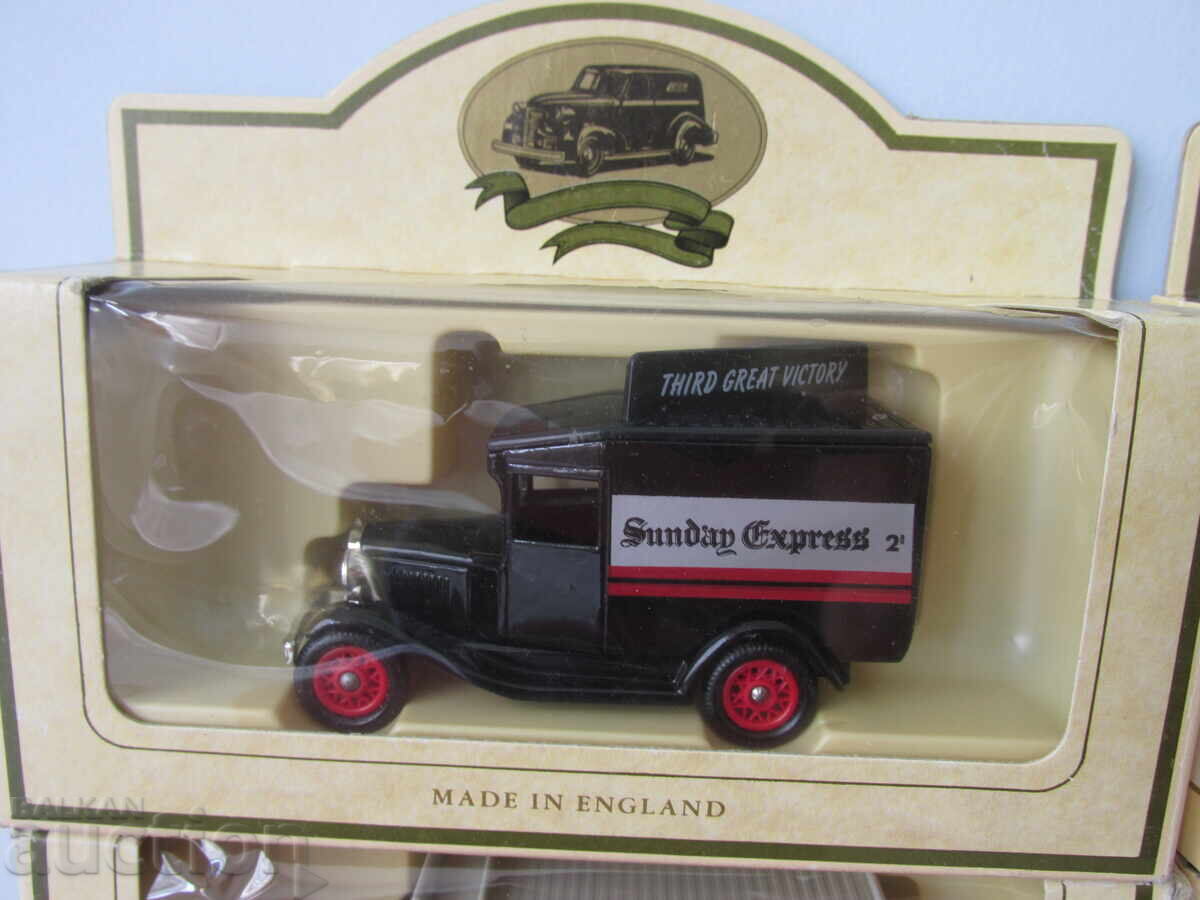 THIRD GREAT VICTORY
Sunday Express 2ᴰ
MADE IN ENGLAND
BALKAN
auction